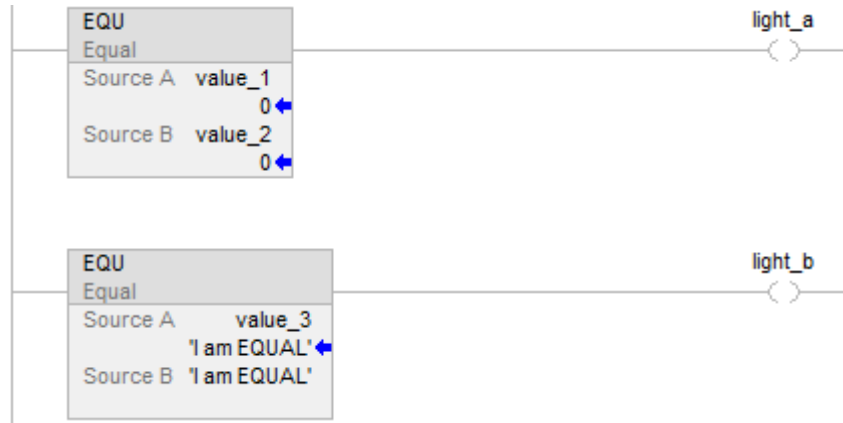 EQU
Equal
Source A value_1
0
Source B value_2
0
light_a
EQU
Equal
Source A value_3
'I am EQUAL'
Source B 'I am EQUAL'
light_b